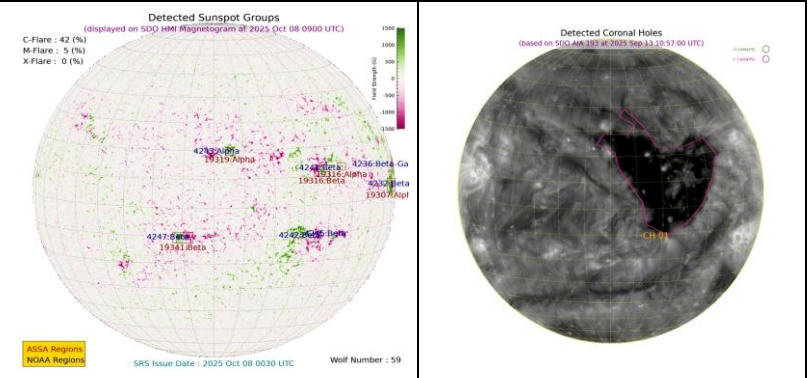 Detected Sunspot Groups
(displayed on SDO HMI Magnetogram at 2025 Oct 08 0900 UTC)
C-Flare : 42 (%)
M-Flare : 5 (%)
X-Flare : 0 (%)
1500
1000
500
0
-500
-1000
-1500
Field Strength (G)
4243:Alpha
19319:Alpha
4236:Beta-Ga
19316:Alpha
19316:Beta
4232:Beta
19307:Alph
4247:Beta
19341:Beta
ASSA Regions
NOAA Regions
SRS Issue Date : 2025 Oct 08 0030 UTC
Wolf Number : 59
Detected Coronal Holes
(based on SDO AIA 193 at 2025 Sep 13 10:57:00 UTC)
CH 01